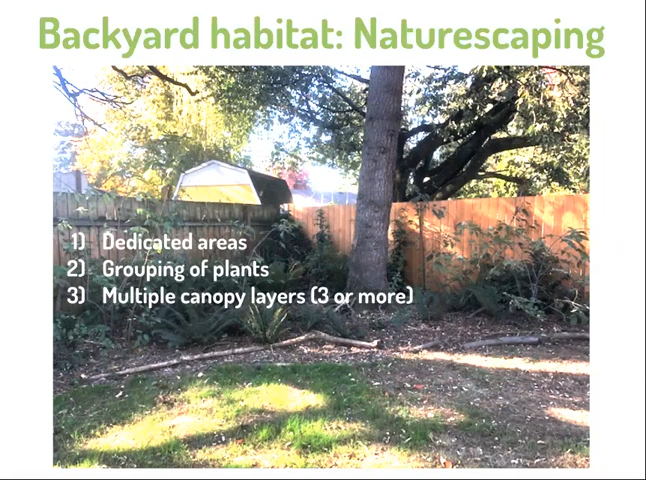 Backyard habitat: Naturescaping
1) Dedicated areas
2) Grouping of plants
3) Multiple canopy layers (3 or more)